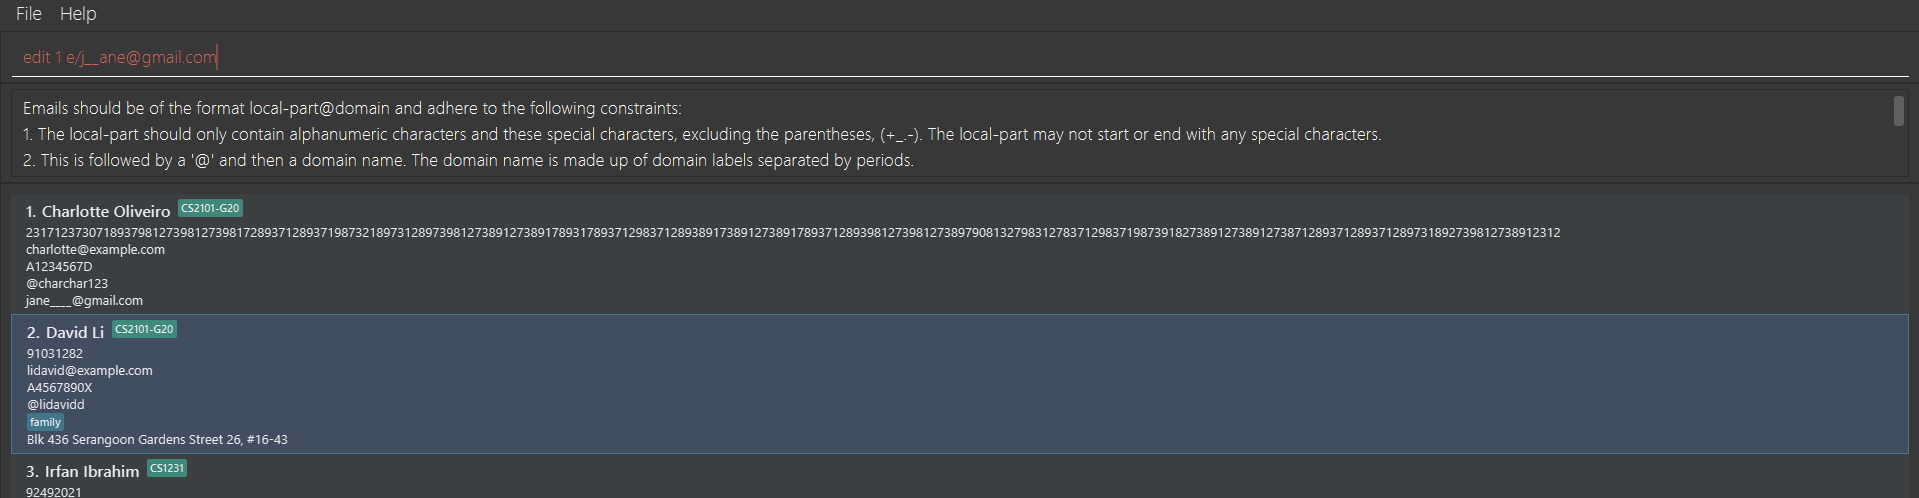 File Help
edit 1 e/j__ane@gmail.com
Emails should be of the format local-part@domain and adhere to the following constraints:
1. The local-part should only contain alphanumeric characters and these special characters, excluding the parentheses, (+_.-). The local-part may not start or end with any special characters.
2. This is followed by a '@' and then a domain name. The domain name is made up of domain labels separated by periods.
1. Charlotte Oliveiro CS2101-G20
charlotte@example.com
A1234567D
@charchar123
jane____@gmail.com
2. David Li CS2101-G20
91031282
lidavid@example.com
A4567890X
@lidavidd
family
Blk 436 Serangoon Gardens Street 26, #16-43
3. Irfan Ibrahim CS1231
92492021